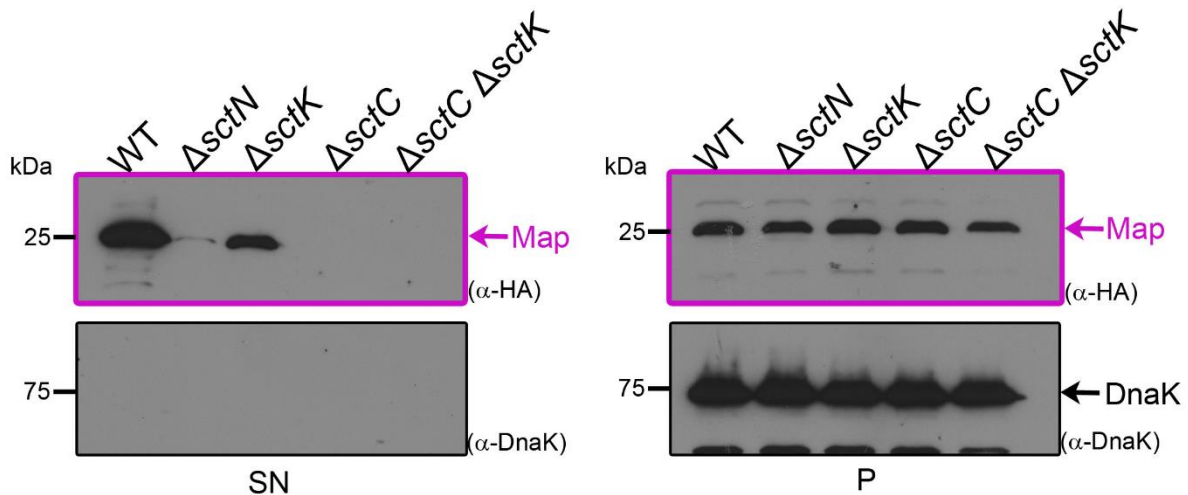 WT ΔsctN ΔsctK ΔsctC ΔsctC ΔsctK
kDa
25
Map
(α-HA)
75
(α-DnaK)
SN
WT ΔsctN ΔsctK ΔsctC ΔsctC ΔsctK
kDa
25
Map
(α-HA)
75
DnaK
(α-DnaK)
P